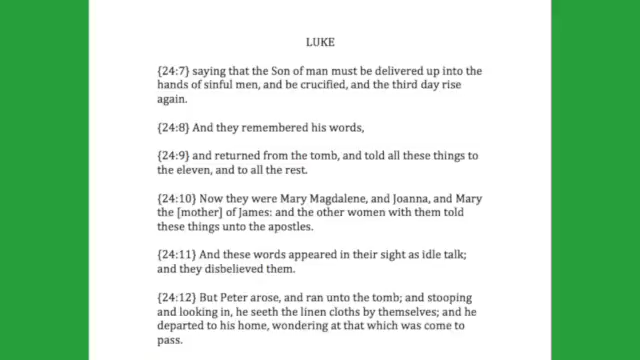 LUKE
{24:7} saying that the Son of man must be delivered up into the
hands of sinful men, and be crucified, and the third day rise
again.
{24:8} And they remembered his words,
{24:9} and returned from the tomb, and told all these things to
the eleven, and to all the rest.
{24:10} Now they were Mary Magdalene, and Joanna, and Mary
the [mother] of James: and the other women with them told
these things unto the apostles.
{24:11} And these words appeared in their sight as idle talk;
and they disbelieved them.
{24:12} But Peter arose, and ran unto the tomb; and stooping
and looking in, he seeth the linen cloths by themselves; and he
departed to his home, wondering at that which was come to
pass.